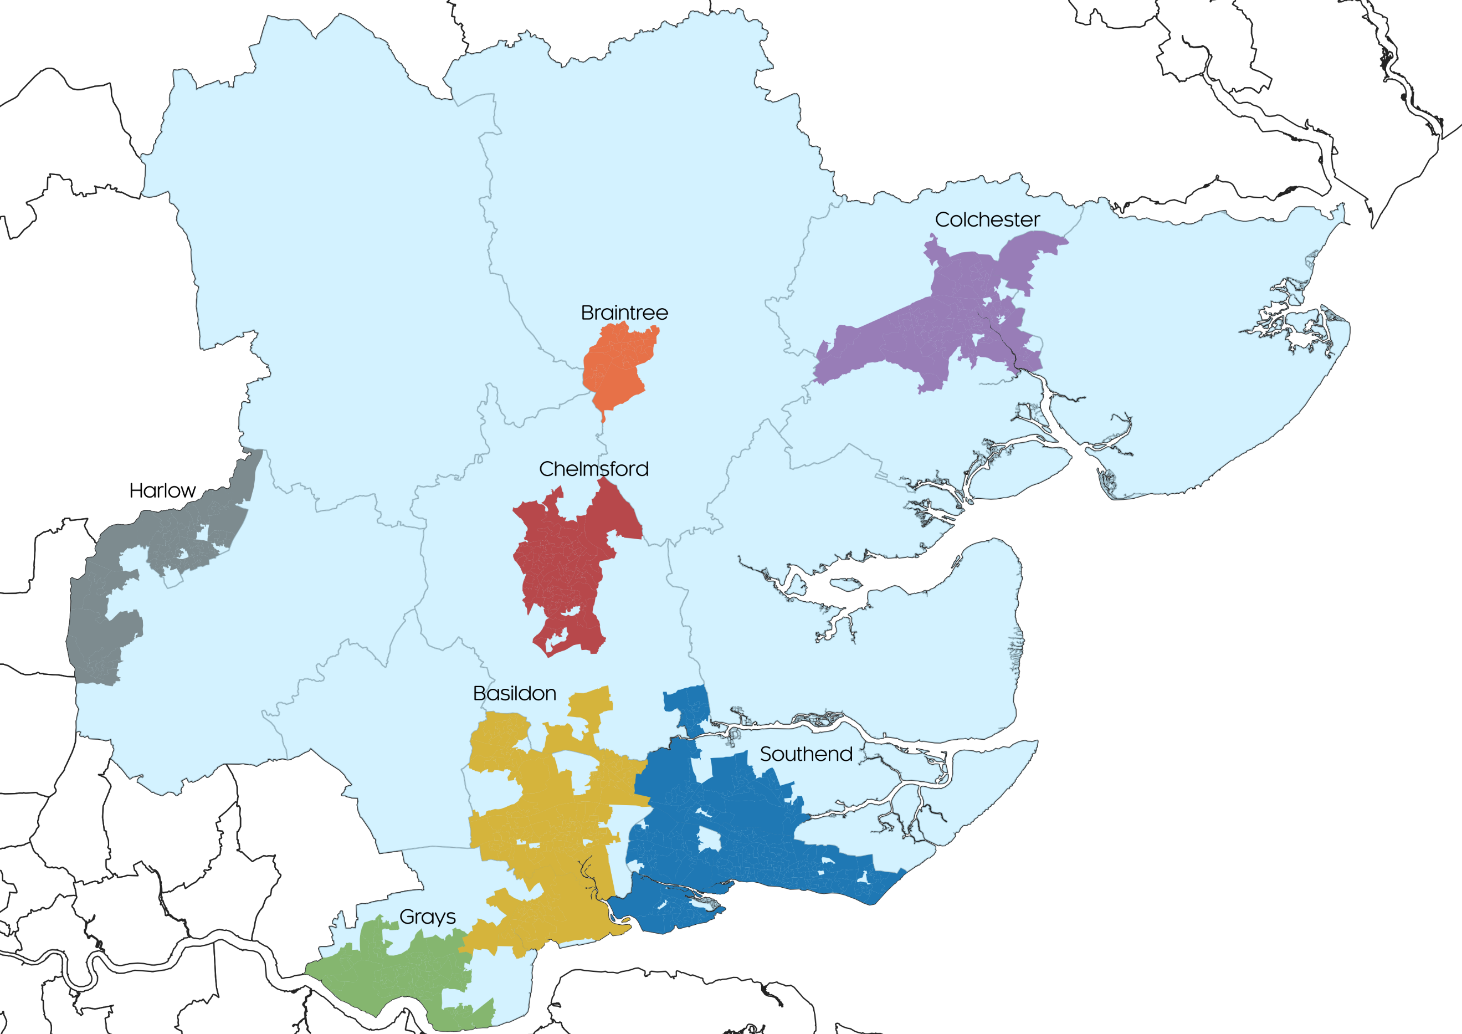 Colchester
Braintree
Chelmsford
Harlow
Basildon
Southend
Grays